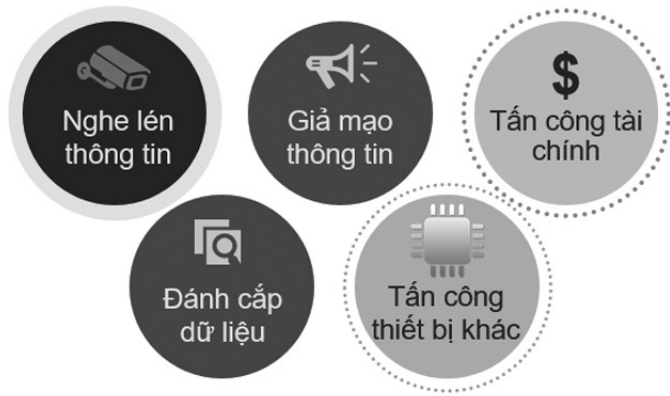 Nghe lén
thông tin
Giả mạo
thông tin
$
Tấn công tài
chính
Đánh cắp
dữ liệu
Tấn công
thiết bị khác